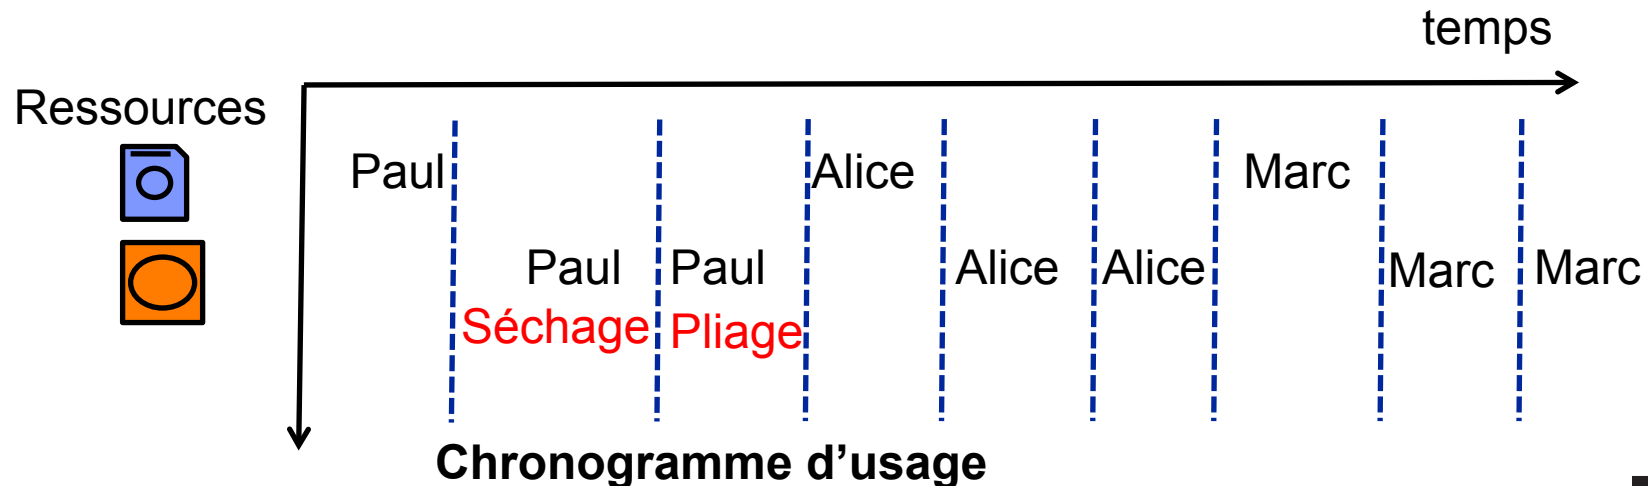 temps
Ressources
Paul Alice Marc
Paul Paul Alice Alice Marc Marc
Séchage Pliage
Chronogramme d’usage